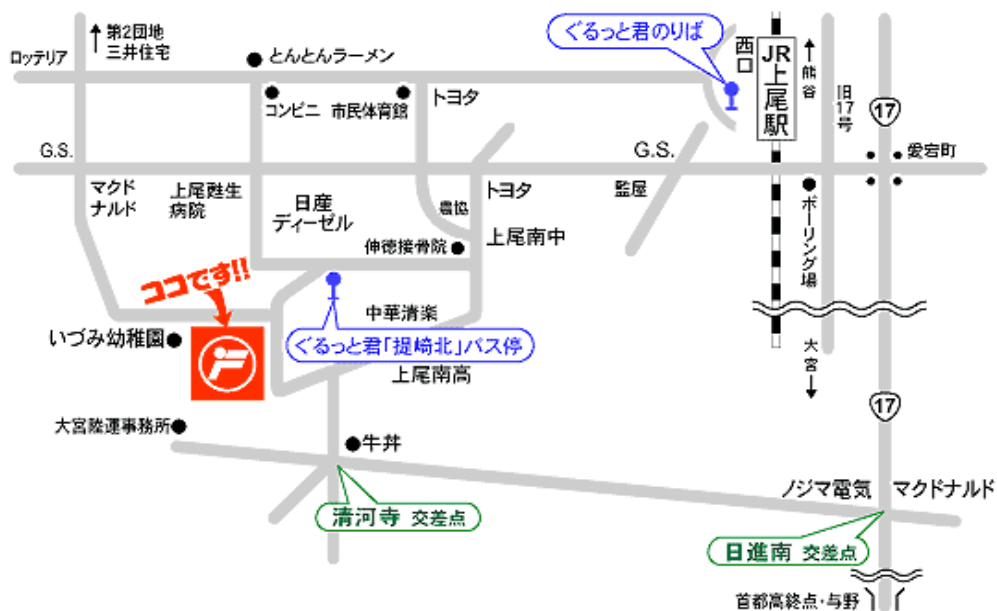 第2団地
三井住宅
ロッテリア
とんとんラーメン
ぐるっと君のりば
西口
JR上尾駅
熊谷
旧17号
17
コンビニ
市民体育館
トヨタ
G.S.
G.S.
愛宕町
マクド
ナルド
上尾甦生
病院
日産
ディーゼル
農協
トヨタ
監屋
ボーリング場
伸徳接骨院
上尾南中
ココです!!
中華清楽
いづみ幼稚園
ぐるっと君「提崎北」バス停
上尾南高
大宮
17
大宮陸運事務所
牛丼
ノジマ電気
マクドナルド
清河寺 交差点
日進南 交差点
首都高終点・与野